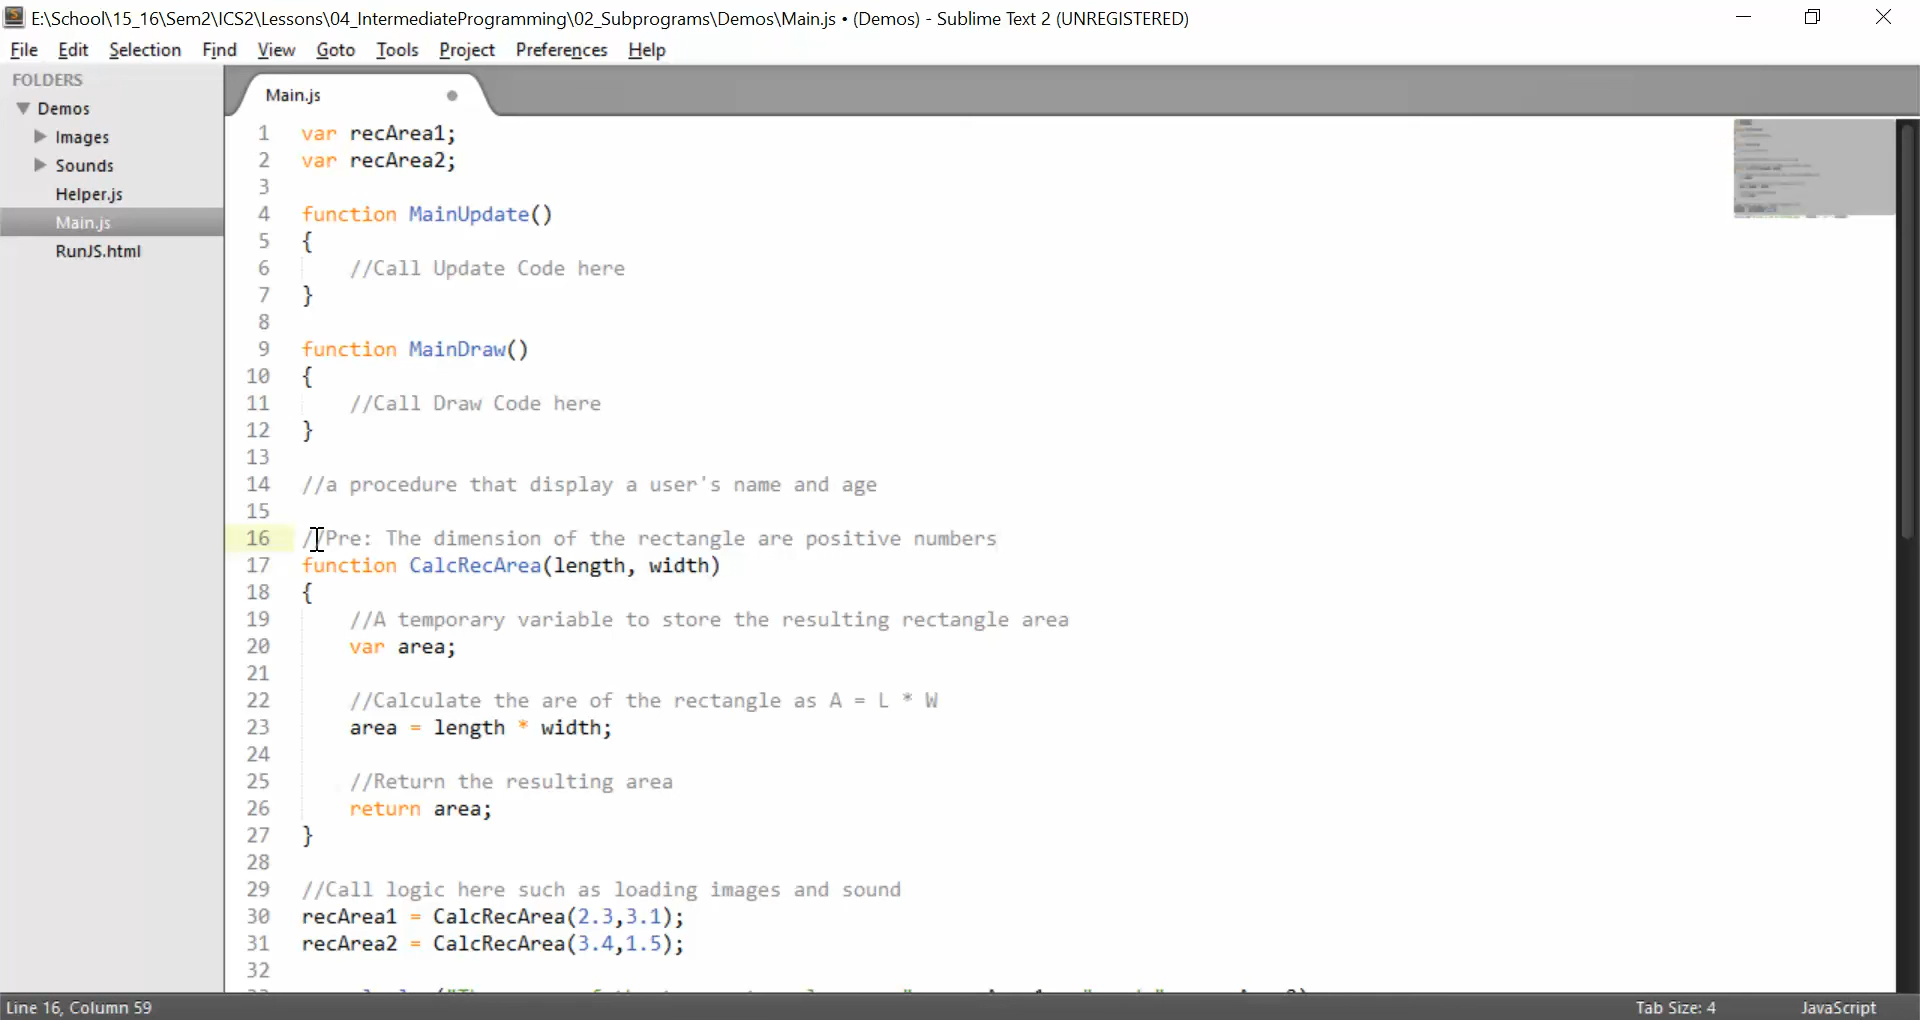 E:\School\15_16\Sem2\ICS2\Lessons\04_IntermediateProgramming\02_Subprograms\Demos\Main.js • (Demos) - Sublime Text 2 (UNREGISTERED)
File Edit Selection Find View Goto Tools Project Preferences Help
FOLDERS
Demos
Images
Sounds
Helper.js
Main.js
RunJS.html
Main.js
1 var recArea1;
2 var recArea2;
3
4 function MainUpdate()
5 {
6 //Call Update Code here
7 }
8
9 function MainDraw()
10 {
11 //Call Draw Code here
12 }
13
14 //a procedure that display a user's name and age
15
16 //Pre: The dimension of the rectangle are positive numbers
17 function CalcRecArea(length, width)
18 {
19 //A temporary variable to store the resulting rectangle area
20 var area;
21
22 //Calculate the are of the rectangle as A = L * W
23 area = length * width;
24
25 //Return the resulting area
26 return area;
27 }
28
29 //Call logic here such as loading images and sound
30 recArea1 = CalcRecArea(2.3,3.1);
31 recArea2 = CalcRecArea(3.4,1.5);
32
Line 16, Column 59
Tab Size: 4
JavaScript